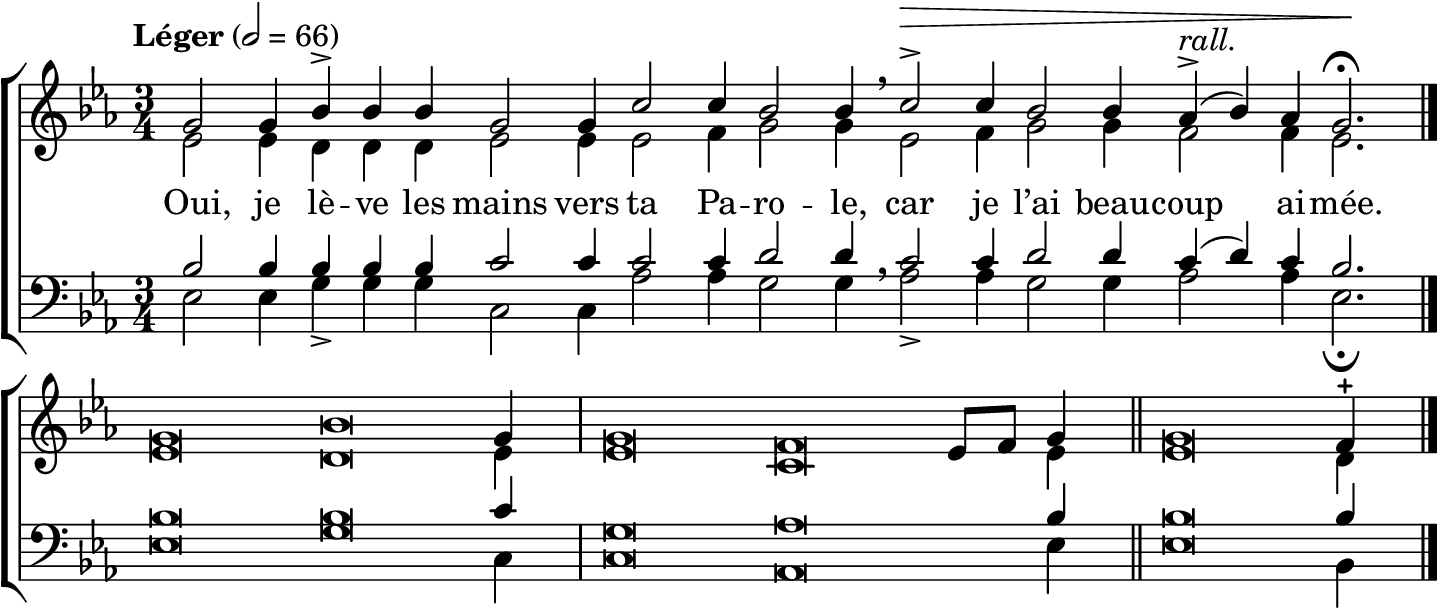 Léger (𝅗𝅥 = 66)
rall.
Oui, je lè -- ve les mains vers ta Pa -- ro -- le, car je l’ai beaucoup aimée.